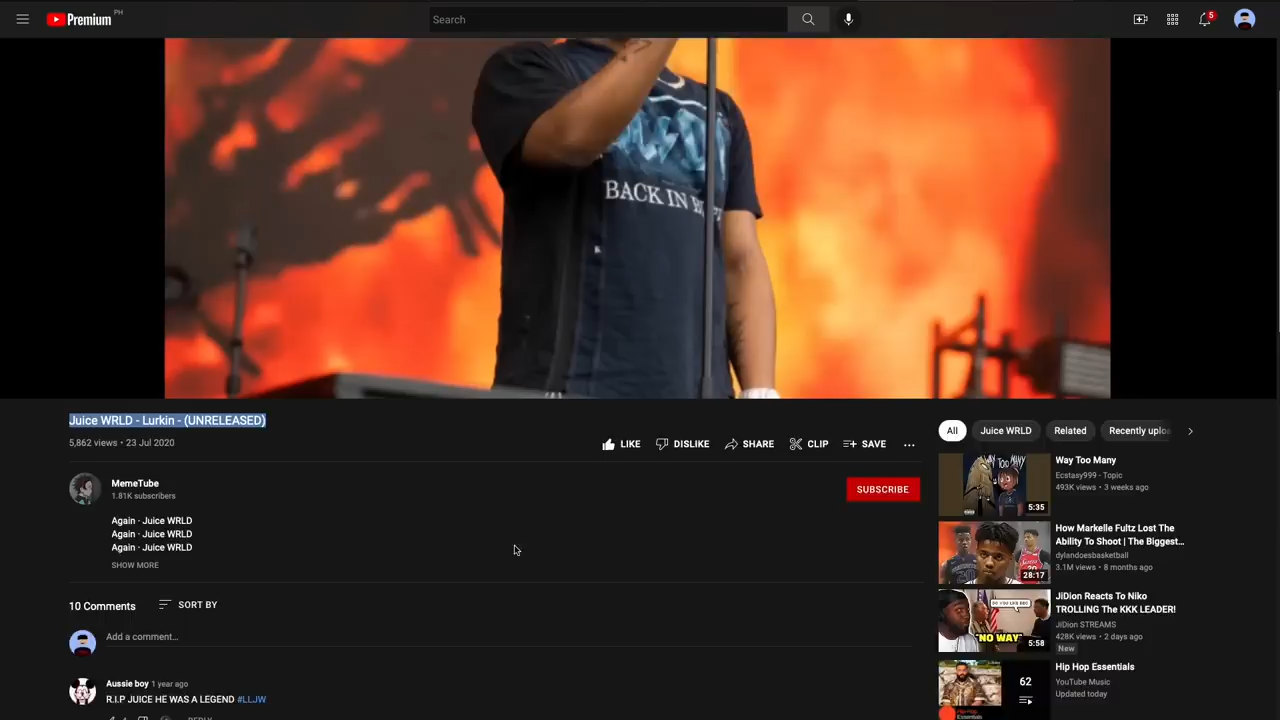 Premium PH
Search
5
BACK IN
Juice WRLD - Lurkin - (UNRELEASED)
5,862 views • 23 Jul 2020
LIKE
DISLIKE
SHARE
CLIP
SAVE
MemeTube
1.81K subscribers
SUBSCRIBE
Again · Juice WRLD
Again · Juice WRLD
Again · Juice WRLD
SHOW MORE
10 Comments
SORT BY
Add a comment...
Aussie boy 1 year ago
R.I.P JUICE HE WAS A LEGEND #LLJW
All
Juice WRLD
Related
Recently uplo
Way Too Many
Ecstasy999 - Topic
493K views • 3 weeks ago
5:35
How Markelle Fultz Lost The
Ability To Shoot | The Biggest...
dylandoesbasketball
3.1M views • 8 months ago
28:17
JiDion Reacts To Niko
TROLLING The KKK LEADER!
JiDion STREAMS
428K views • 2 days ago
New
"NO WAY"
5:58
Hip Hop Essentials
YouTube Music
Updated today
62